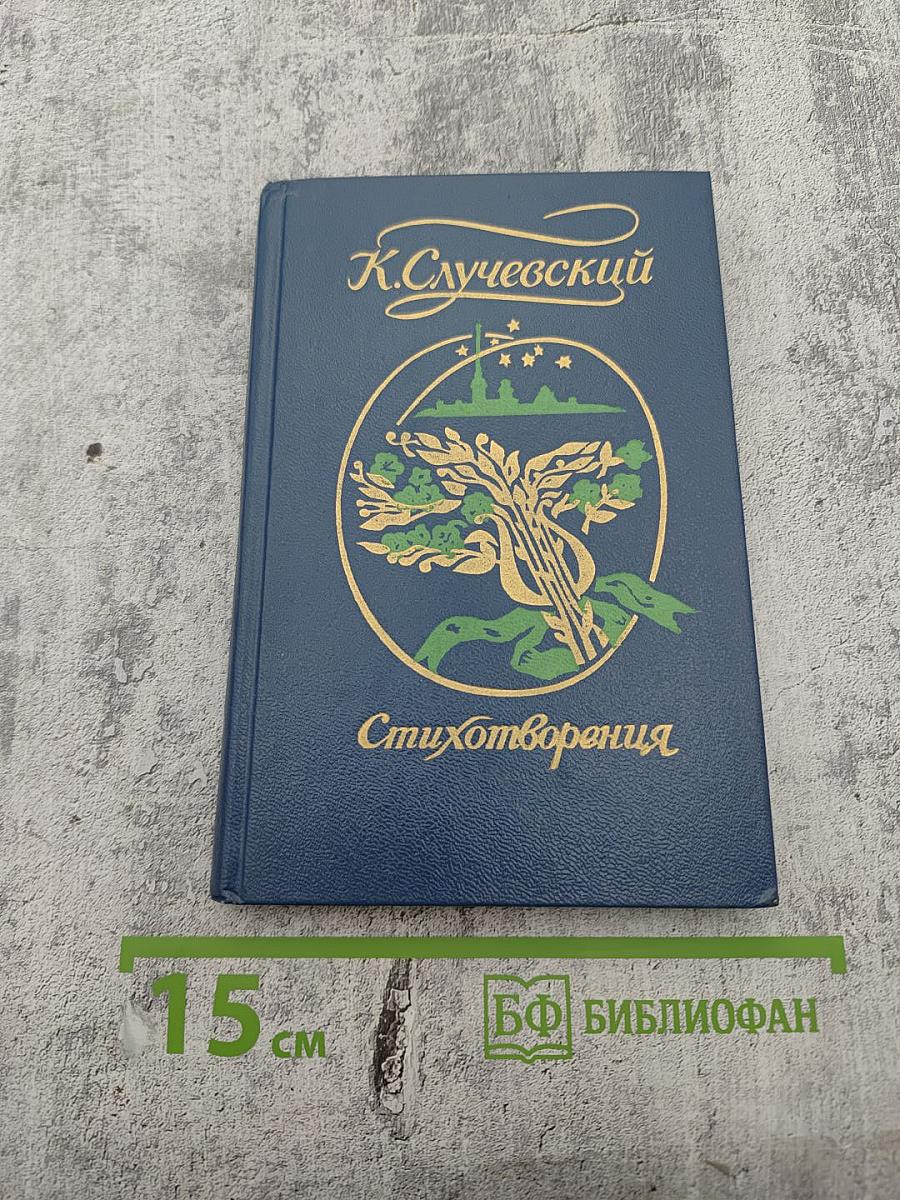 К. Случевский
Стихотворения
15 см
БФ БИБЛИОФАН